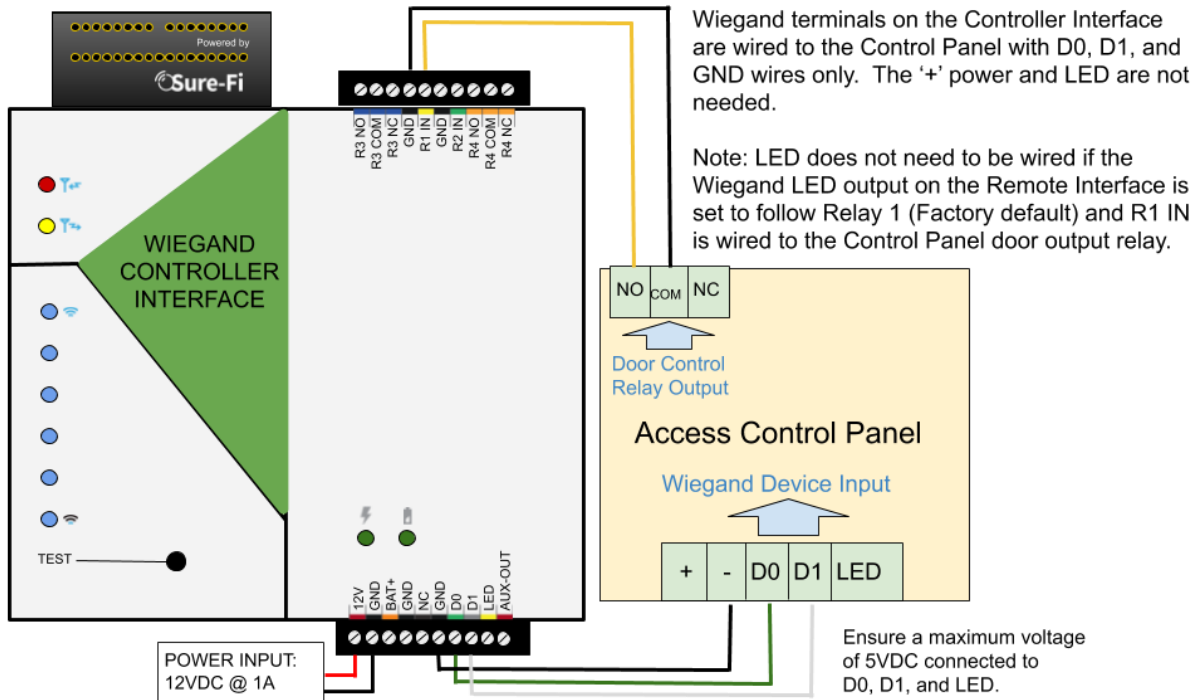 Powered by
Sure-Fi
R3 NO
R3 COM
R3 NC
GND
R1 IN
GND
R2 IN
R4 NO
R4 COM
R4 NC
Wiegand terminals on the Controller Interface
are wired to the Control Panel with D0, D1, and
GND wires only.  The ‘+’ power and LED are not
needed.
Note: LED does not need to be wired if the
Wiegand LED output on the Remote Interface is
set to follow Relay 1 (Factory default) and R1 IN
is wired to the Control Panel door output relay.
WIEGAND
CONTROLLER
INTERFACE
NO COM NC
Door Control
Relay Output
Access Control Panel
Wiegand Device Input
+ - D0 D1 LED
TEST
12V
GND
BAT+
GND
NC
GND
D0
D1
LED
AUX-OUT
POWER INPUT:
12VDC @ 1A
Ensure a maximum voltage
of 5VDC connected to
D0, D1, and LED.